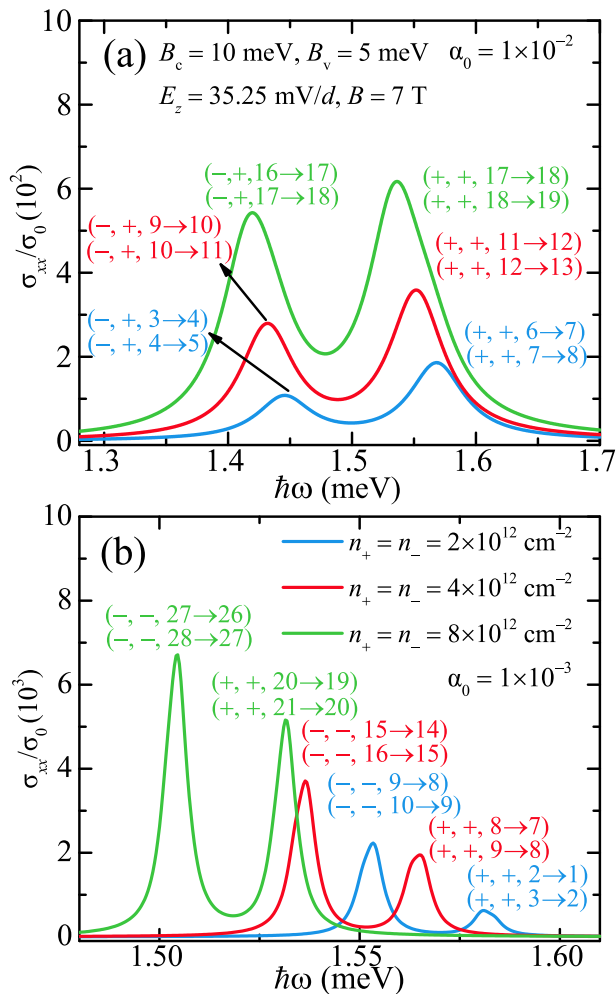 (a) B_c = 10 meV, B_v = 5 meV α_0 = 1×10^−2
E_z = 35.25 mV/d, B = 7 T
10
8
6
4
2
0
σ_xx/σ_0 (10^2)
(−,+,16→17)
(−,+,17→18)
(+, +, 17→18)
(+, +, 18→19)
(−, +, 9→10)
(−, +, 10→11)
(+, +, 11→12)
(+, +, 12→13)
(−, +, 3→4)
(−, +, 4→5)
(+, +, 6→7)
(+, +, 7→8)
1.3 1.4 1.5 1.6 1.7
ℏω (meV)
(b)
n_+ = n_− = 2×10^12 cm^−2
n_+ = n_− = 4×10^12 cm^−2
n_+ = n_− = 8×10^12 cm^−2
α_0 = 1×10^−3
10
8
6
4
2
0
σ_xx/σ_0 (10^3)
(−, −, 27→26)
(−, −, 28→27)
(+, +, 20→19)
(+, +, 21→20)
(−, −, 15→14)
(−, −, 16→15)
(−, −, 9→8)
(−, −, 10→9)
(+, +, 8→7)
(+, +, 9→8)
(+, +, 2→1)
(+, +, 3→2)
1.50 1.55 1.60
ℏω (meV)